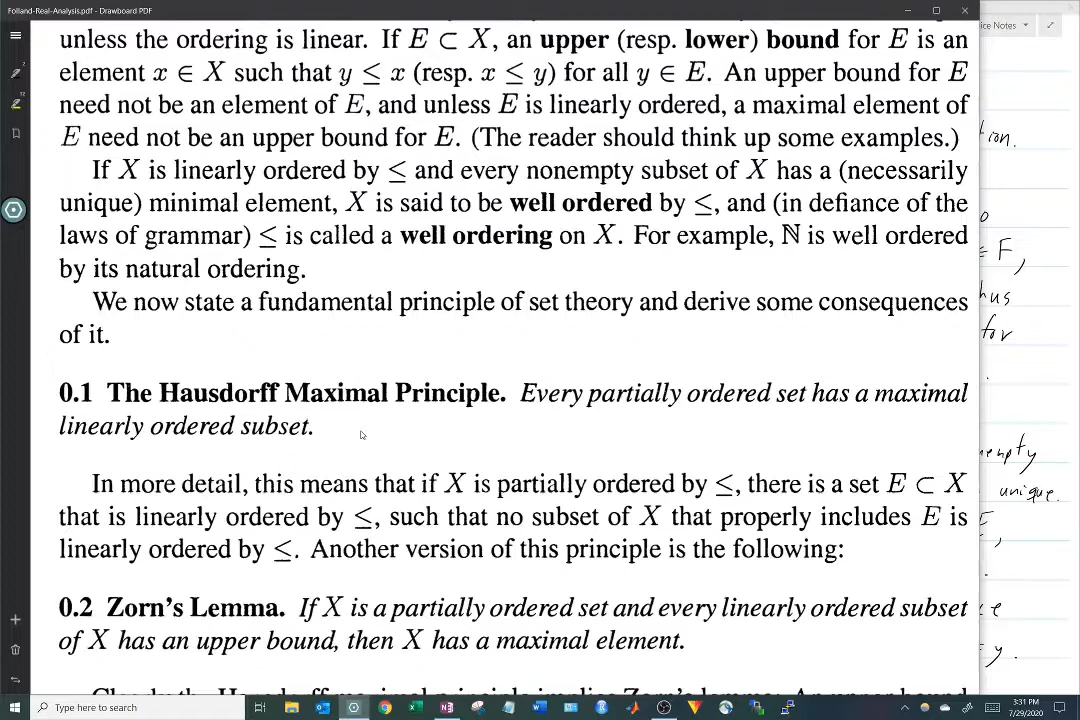 Folland-Real-Analysis.pdf - Drawboard PDF
ice Notes
unless the ordering is linear. If E ⊂ X, an upper (resp. lower) bound for E is an
element x ∈ X such that y ≤ x (resp. x ≤ y) for all y ∈ E. An upper bound for E
need not be an element of E, and unless E is linearly ordered, a maximal element of
E need not be an upper bound for E. (The reader should think up some examples.)
If X is linearly ordered by ≤ and every nonempty subset of X has a (necessarily
unique) minimal element, X is said to be well ordered by ≤, and (in defiance of the
laws of grammar) ≤ is called a well ordering on X. For example, ℕ is well ordered
by its natural ordering.
We now state a fundamental principle of set theory and derive some consequences
of it.
0.1 The Hausdorff Maximal Principle. Every partially ordered set has a maximal
linearly ordered subset.
In more detail, this means that if X is partially ordered by ≤, there is a set E ⊂ X
that is linearly ordered by ≤, such that no subset of X that properly includes E is
linearly ordered by ≤. Another version of this principle is the following:
0.2 Zorn's Lemma. If X is a partially ordered set and every linearly ordered subset
of X has an upper bound, then X has a maximal element.
tion.
= F,
hus
for
empty
unique.
Type here to search
3:31 PM
7/29/2020